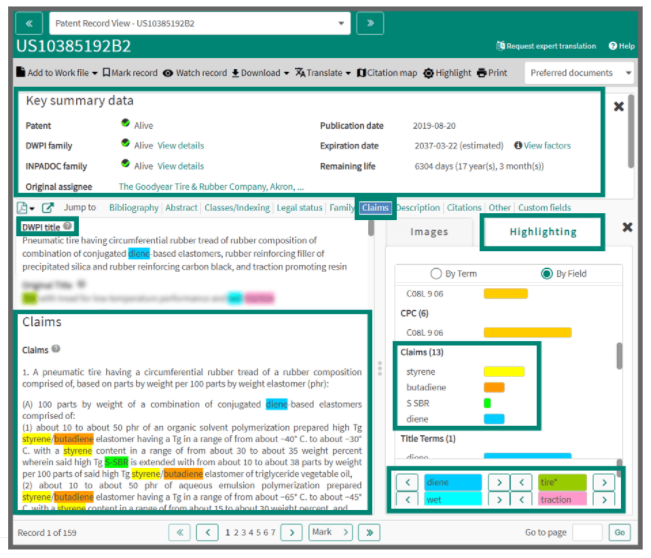 Patent Record View - US10385192B2
US10385192B2
Request expert translation Help
Add to Work file Mark record Watch record Download Translate Citation map Highlight Print Preferred documents
Key summary data
Patent Alive Publication date 2019-08-20
DWPI family Alive View details Expiration date 2037-03-22 (estimated) View factors
INPADOC family Alive View details Remaining life 6304 days (17 year(s), 3 month(s))
Original assignee The Goodyear Tire & Rubber Company, Akron, ...
Jump to Bibliography Abstract Classes/Indexing Legal status Family Claims Description Citations Other Custom fields
DWPI title
Pneumatic tire having circumferential rubber tread of rubber composition of
combination of conjugated diene-based elastomers, rubber reinforcing filler of
precipitated silica and rubber reinforcing carbon black, and traction promoting resin
Original Title
with tread for low temperature performance and wet
Claims
Claims
1. A pneumatic tire having a circumferential rubber tread of a rubber composition
comprised of, based on parts by weight per 100 parts by weight elastomer (phr):
(A) 100 parts by weight of a combination of conjugated diene-based elastomers
comprised of:
(1) about 10 to about 50 phr of an organic solvent polymerization prepared high Tg
styrene/butadiene elastomer having a Tg in a range of from about -40° C. to about -30°
C. with a styrene content in a range of from about 30 to about 35 weight percent
wherein said high Tg S-SBR is extended with from about 10 to about 38 parts by weight
per 100 parts of said high Tg styrene/butadiene elastomer of triglyceride vegetable oil,
(2) about 10 to about 50 phr of aqueous emulsion polymerization prepared
styrene/butadiene elastomer having a Tg in a range of from about -65° C. to about -45°
C. with a styrene content in a range of from about 15 to about 30 weight percent, and
Images Highlighting
By Term By Field
C08L 9 06
CPC (6)
C08L 9 06
Claims (13)
styrene
butadiene
S SBR
diene
Title Terms (1)
diene
< diene > < tire* >
< wet > < traction >
Record 1 of 159 « < 1 2 3 4 5 6 7 > Mark > » Go to page Go